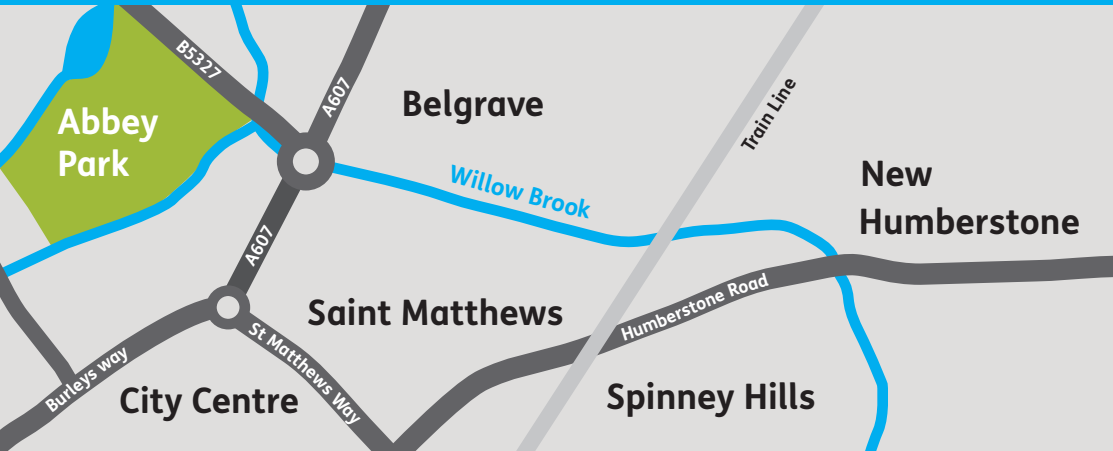 B5327
A607
Belgrave
Train Line
Abbey
Park
Willow Brook
New
Humberstone
A607
Saint Matthews
Humberstone Road
St Matthews Way
Burleys way
City Centre
Spinney Hills